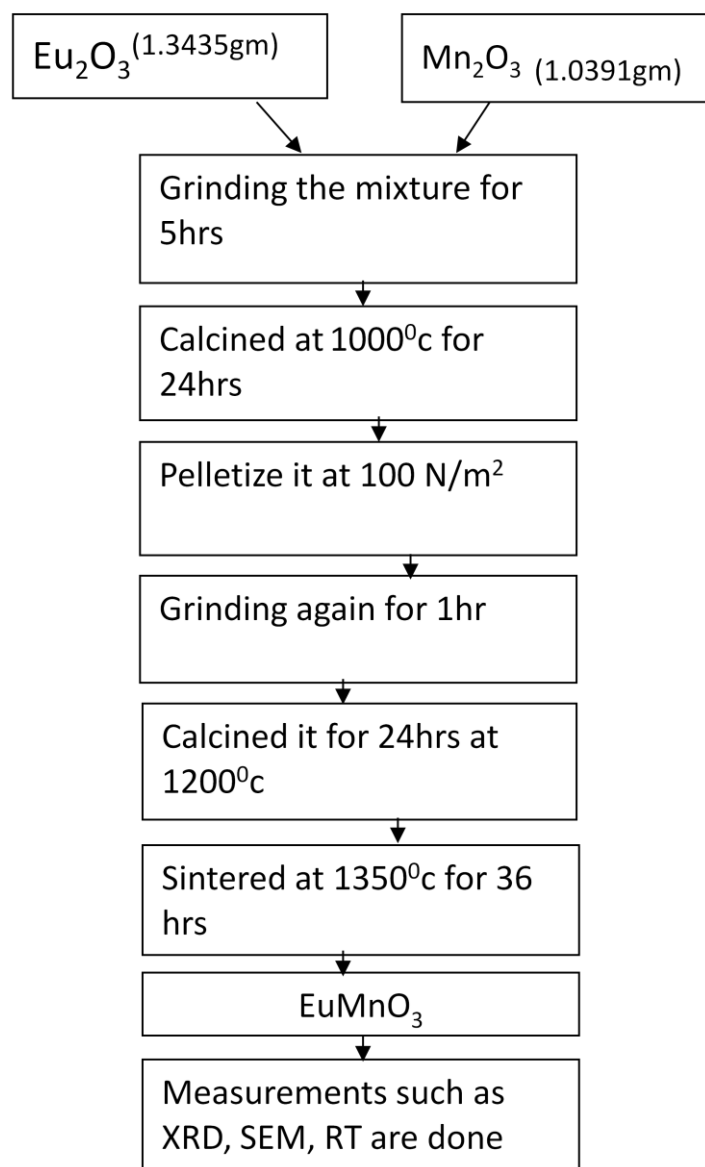 Eu₂O₃(1.3435gm)
Mn₂O₃ (1.0391gm)
Grinding the mixture for
5hrs
Calcined at 1000⁰c for
24hrs
Pelletize it at 100 N/m²
Grinding again for 1hr
Calcined it for 24hrs at
1200⁰c
Sintered at 1350⁰c for 36
hrs
EuMnO₃
Measurements such as
XRD, SEM, RT are done